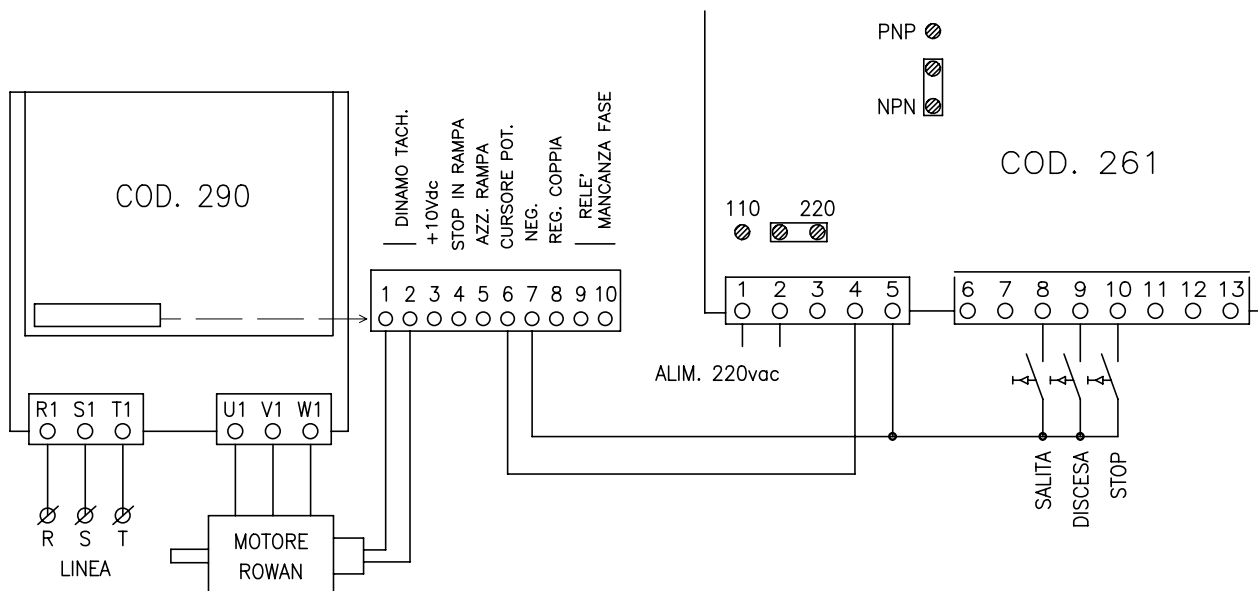 COD. 290
DINAMO TACH.
+10Vdc
STOP IN RAMPA
AZZ. RAMPA
CURSORE POT.
NEG.
REG. COPPIA
RELE'
MANCANZA FASE
1 2 3 4 5 6 7 8 9 10
R1 S1 T1
U1 V1 W1
R S T
LINEA
MOTORE
ROWAN
PNP
NPN
COD. 261
110 220
1 2 3 4 5
6 7 8 9 10 11 12 13
ALIM. 220vac
SALITA
DISCESA
STOP